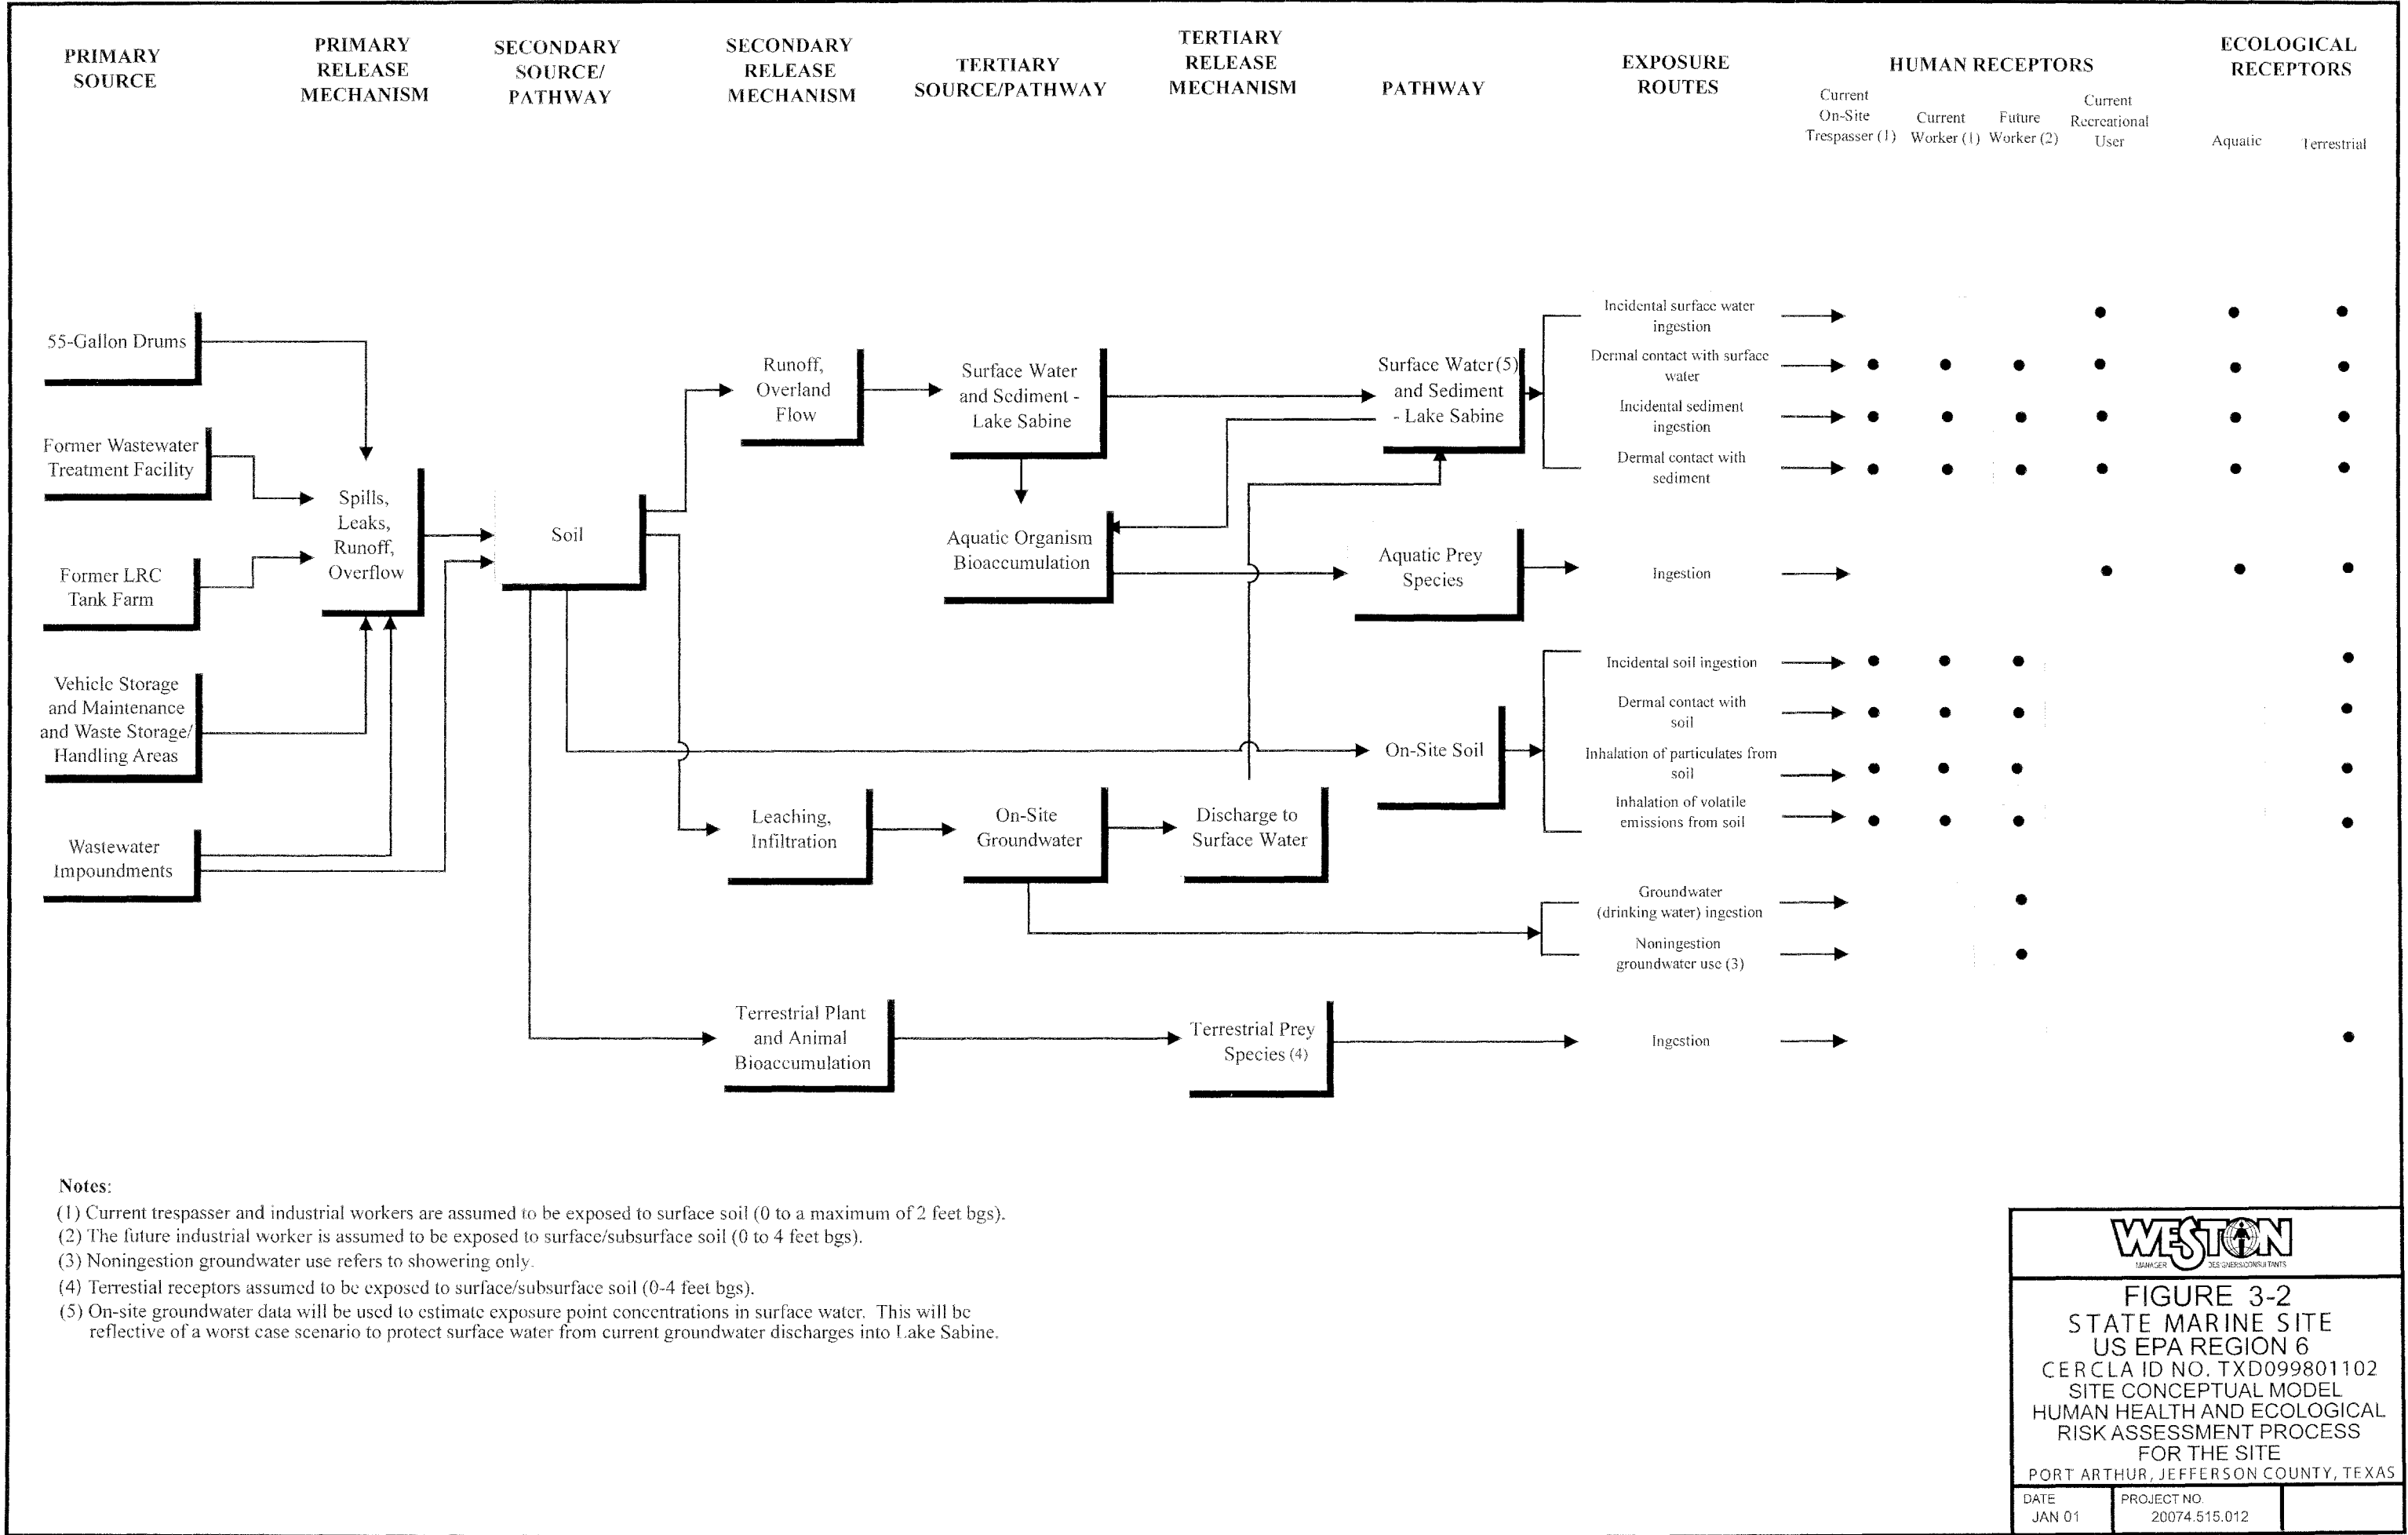 PRIMARY
SOURCE
PRIMARY
RELEASE
MECHANISM
SECONDARY
SOURCE/
PATHWAY
SECONDARY
RELEASE
MECHANISM
TERTIARY
SOURCE/PATHWAY
TERTIARY
RELEASE
MECHANISM
PATHWAY
EXPOSURE
ROUTES
HUMAN RECEPTORS
Current
On-Site
Trespasser (1)
Current
Worker (1)
Future
Worker (2)
Current
Recreational
User
ECOLOGICAL
RECEPTORS
Aquatic
Terrestrial
55-Gallon Drums
Former Wastewater
Treatment Facility
Former LRC
Tank Farm
Vehicle Storage
and Maintenance
and Waste Storage/
Handling Areas
Wastewater
Impoundments
Spills,
Leaks,
Runoff,
Overflow
Soil
Runoff,
Overland
Flow
Leaching,
Infiltration
Terrestrial Plant
and Animal
Bioaccumulation
Surface Water
and Sediment -
Lake Sabine
Aquatic Organism
Bioaccumulation
On-Site
Groundwater
Discharge to
Surface Water
Terrestrial Prey
Species (4)
Surface Water(5)
and Sediment
- Lake Sabine
Aquatic Prey
Species
On-Site Soil
Incidental surface water
ingestion
Dermal contact with surface
water
Incidental sediment
ingestion
Dermal contact with
sediment
Ingestion
Incidental soil ingestion
Dermal contact with
soil
Inhalation of particulates from
soil
Inhalation of volatile
emissions from soil
Groundwater
(drinking water) ingestion
Noningestion
groundwater use (3)
Ingestion
Notes:
(1) Current trespasser and industrial workers are assumed to be exposed to surface soil (0 to a maximum of 2 feet bgs).
(2) The future industrial worker is assumed to be exposed to surface/subsurface soil (0 to 4 feet bgs).
(3) Noningestion groundwater use refers to showering only.
(4) Terrestial receptors assumed to be exposed to surface/subsurface soil (0-4 feet bgs).
(5) On-site groundwater data will be used to estimate exposure point concentrations in surface water. This will be
reflective of a worst case scenario to protect surface water from current groundwater discharges into Lake Sabine.
WESTON
MANAGER DESIGNERS/CONSULTANTS
FIGURE 3-2
STATE MARINE SITE
US EPA REGION 6
CERCLA ID NO. TXD099801102
SITE CONCEPTUAL MODEL
HUMAN HEALTH AND ECOLOGICAL
RISK ASSESSMENT PROCESS
FOR THE SITE
PORT ARTHUR, JEFFERSON COUNTY, TEXAS
DATE
JAN 01
PROJECT NO.
20074.515.012